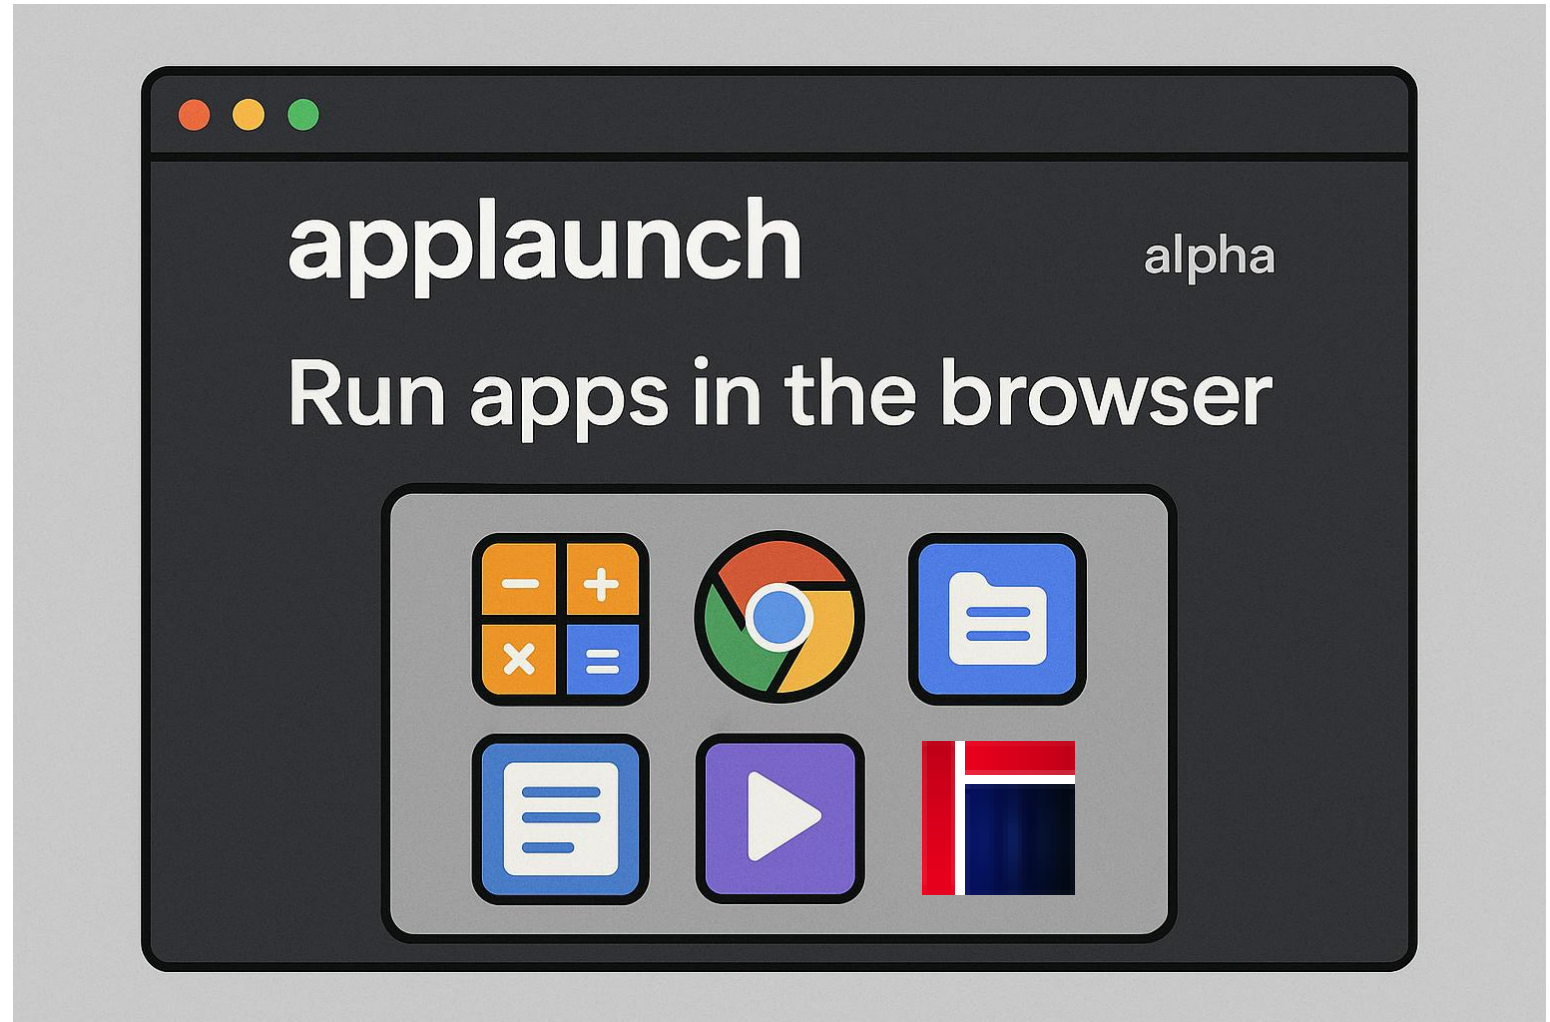 applaunch
alpha
Run apps in the browser
− +
× =